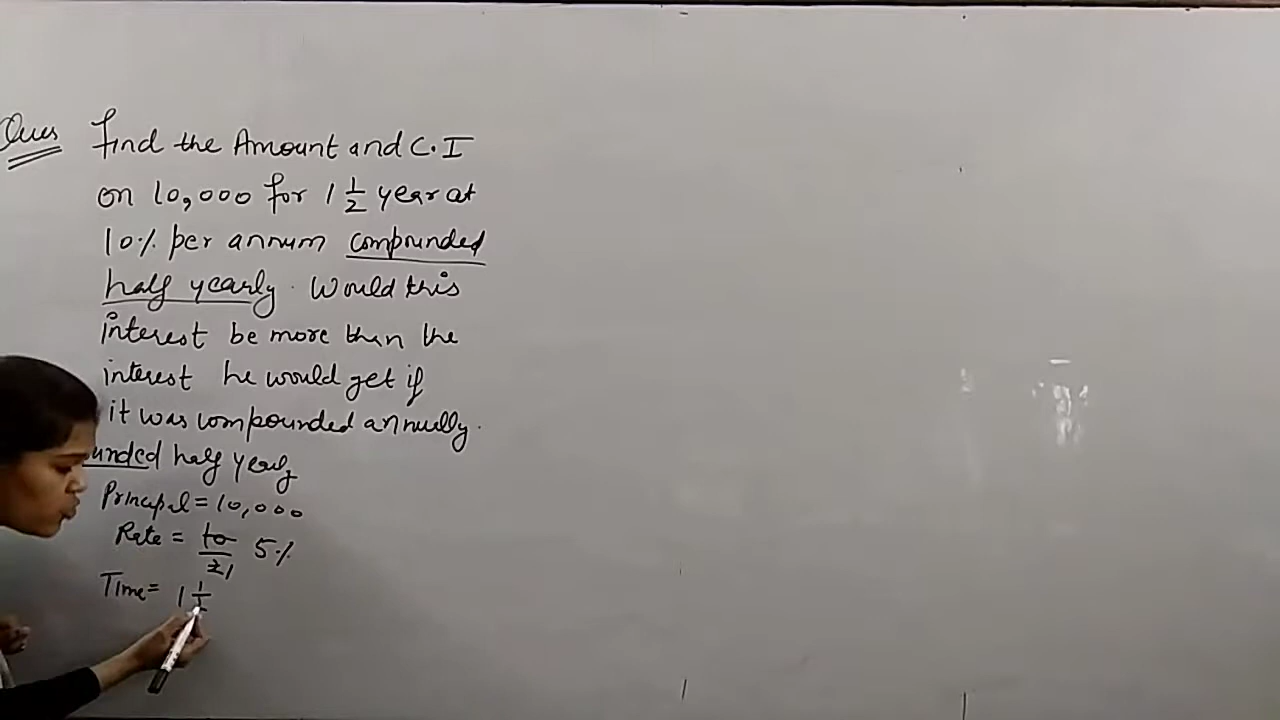 Ques Find the Amount and C.I
on 10,000 for 1 1/2 year at
10% per annum compounded
half yearly. Would this
interest be more than the
interest he would get if
it was compounded annually.
unded half yearly
Principal = 10,000
Rate = 10/2 5%
Time = 1 1/